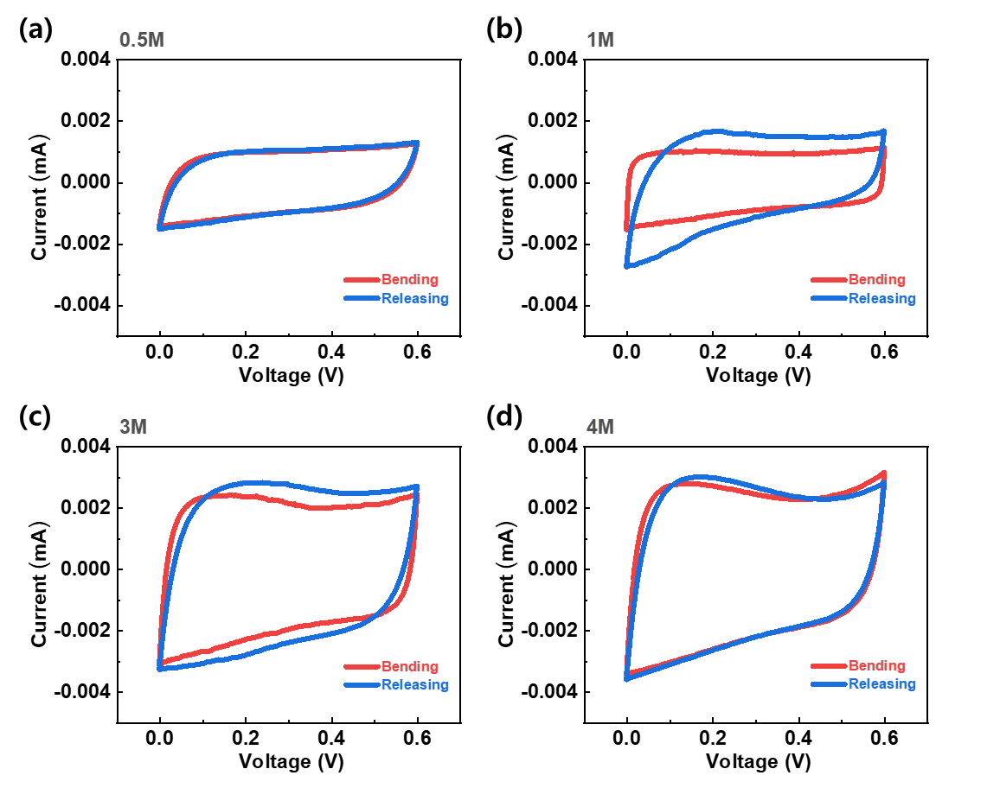 (a)
0.5M
0.004
0.002
0.000
-0.002
-0.004
Current (mA)
Bending
Releasing
0.0 0.2 0.4 0.6
Voltage (V)
(b)
1M
0.004
0.002
0.000
-0.002
-0.004
Current (mA)
Bending
Releasing
0.0 0.2 0.4 0.6
Voltage (V)
(c)
3M
0.004
0.002
0.000
-0.002
-0.004
Current (mA)
Bending
Releasing
0.0 0.2 0.4 0.6
Voltage (V)
(d)
4M
0.004
0.002
0.000
-0.002
-0.004
Current (mA)
Bending
Releasing
0.0 0.2 0.4 0.6
Voltage (V)